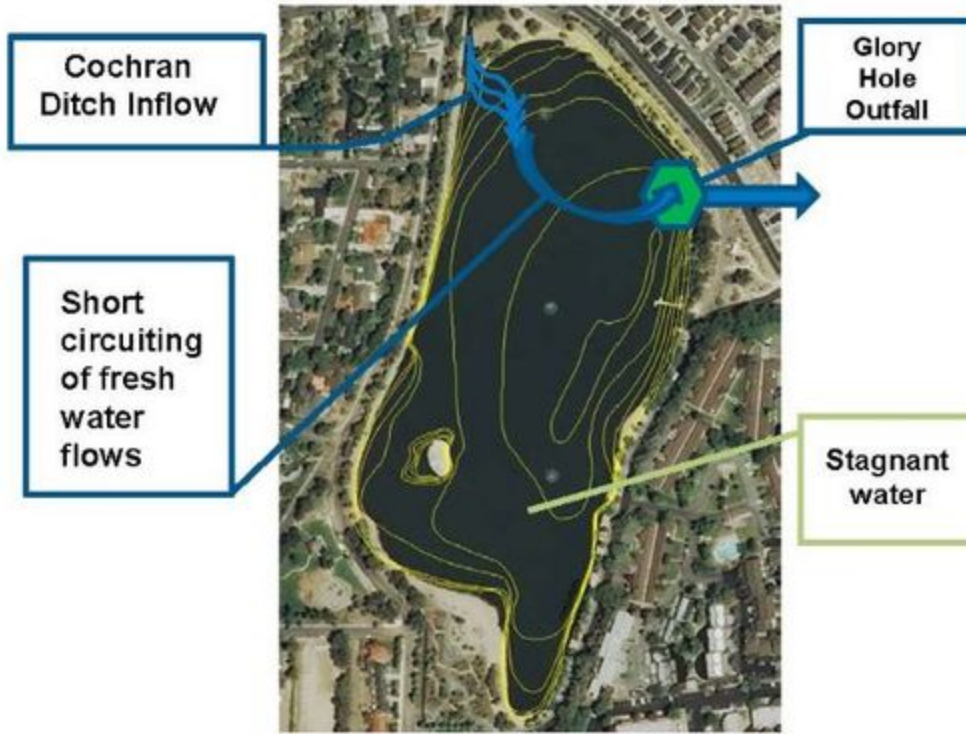 Cochran
Ditch Inflow
Glory
Hole
Outfall
Short
circuiting
of fresh
water
flows
Stagnant
water